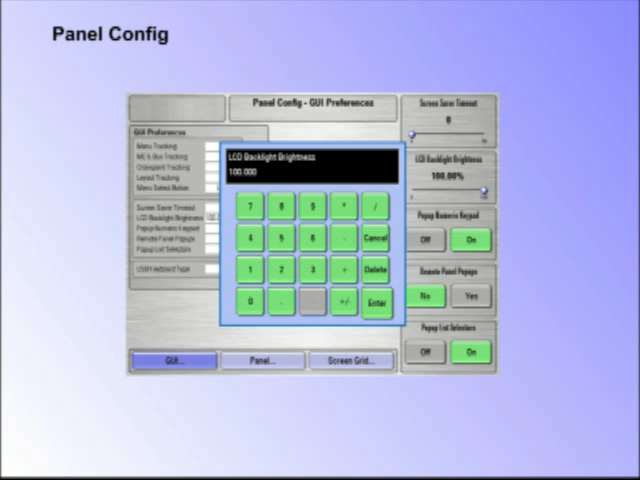 Panel Config
Panel Config - GUI Preferences
Screen Saver Timeout
0
GUI Preferences
Menu Tracking
ME & Bus Tracking
Crosspoint Tracking
Layout Tracking
Menu Select Button
Screen Saver Timeout
LCD Backlight Brightness 100.
Popup Numeric Keypad
Remote Panel Popups
Popup List Selectors
USB Keyboard Type
LCD Backlight Brightness
100.000
7 8 9 * /
4 5 6 - Cancel
1 2 3 + Delete
0 . +/- Enter
LCD Backlight Brightness
100.00%
Popup Numeric Keypad
Off On
Remote Panel Popups
No Yes
Popup List Selectors
Off On
GUI... Panel... Screen Grid...